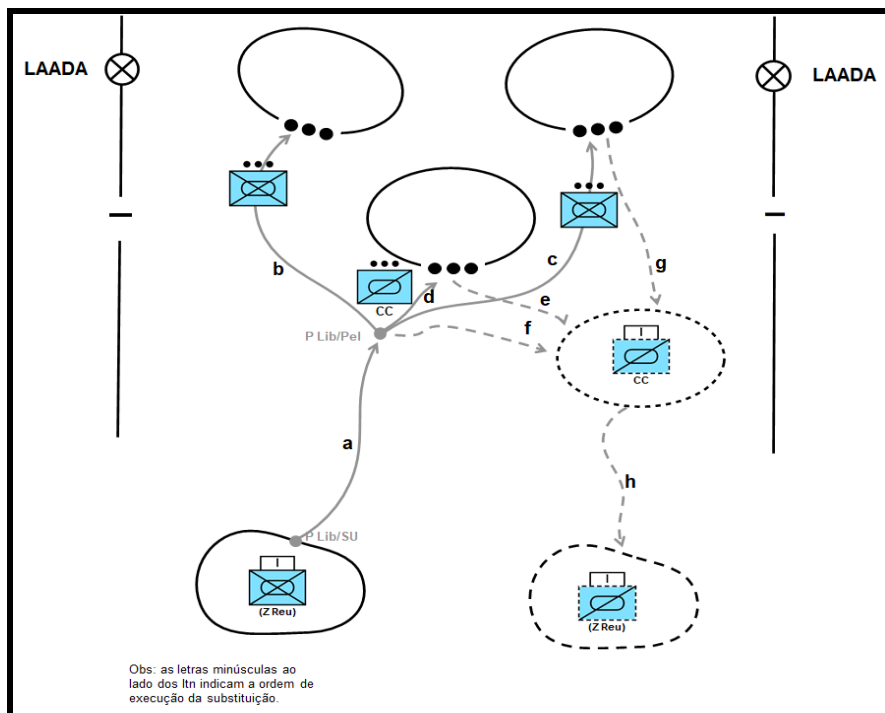 LAADA
LAADA
b
c
g
d
e
CC
f
P Lib/Pel
I
CC
a
h
P Lib/SU
I
(Z Reu)
I
(Z Reu)
Obs: as letras minúsculas ao
lado dos Itn indicam a ordem de
execução da substituição.